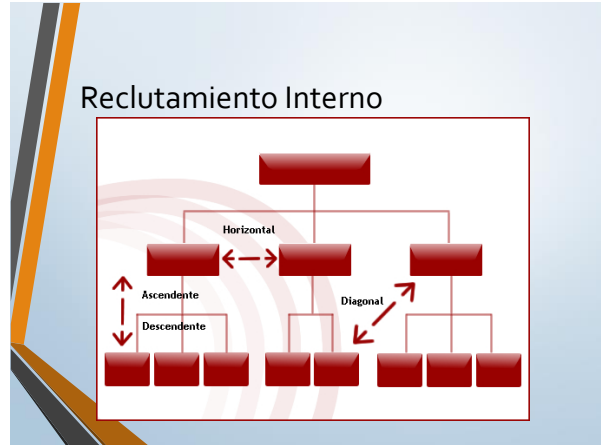 Reclutamiento Interno
Horizontal
Ascendente
Diagonal
Descendente